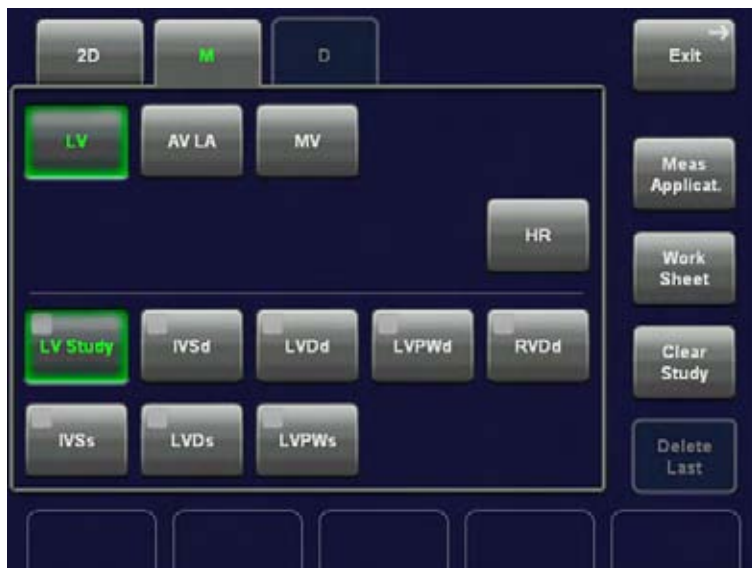 2D
M
D
Exit
LV
AV LA
MV
Meas
Applicat.
HR
Work
Sheet
LV Study
IVSd
LVDd
LVPWd
RVDd
Clear
Study
IVSs
LVDs
LVPWs
Delete
Last